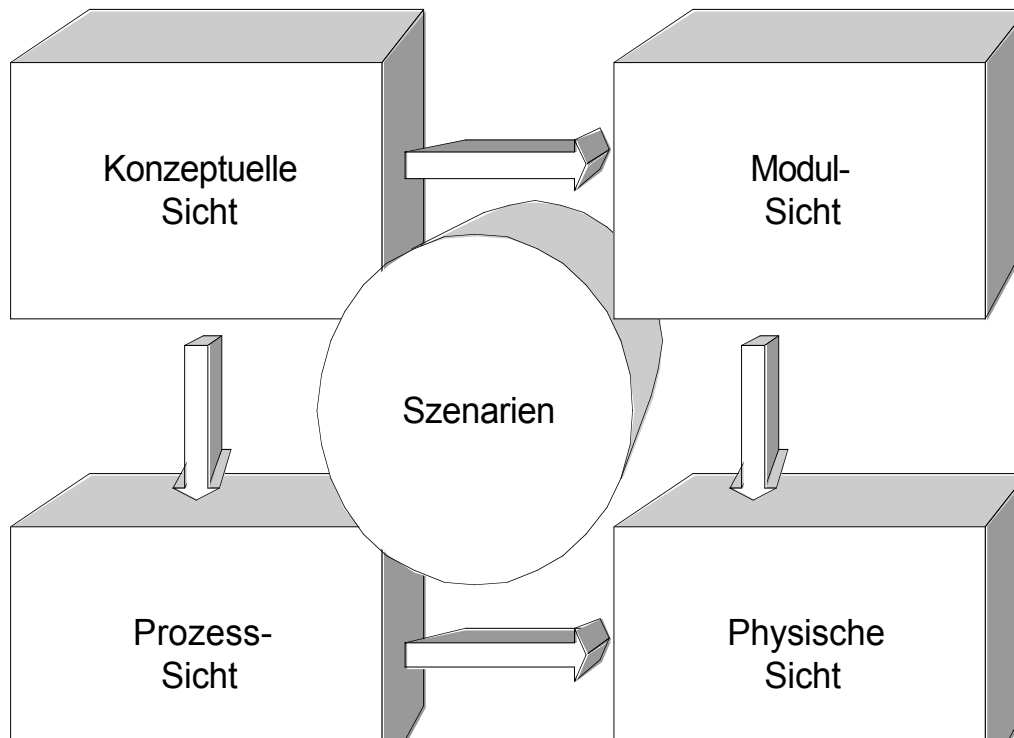 Konzeptuelle
Sicht
Modul-
Sicht
Szenarien
Prozess-
Sicht
Physische
Sicht